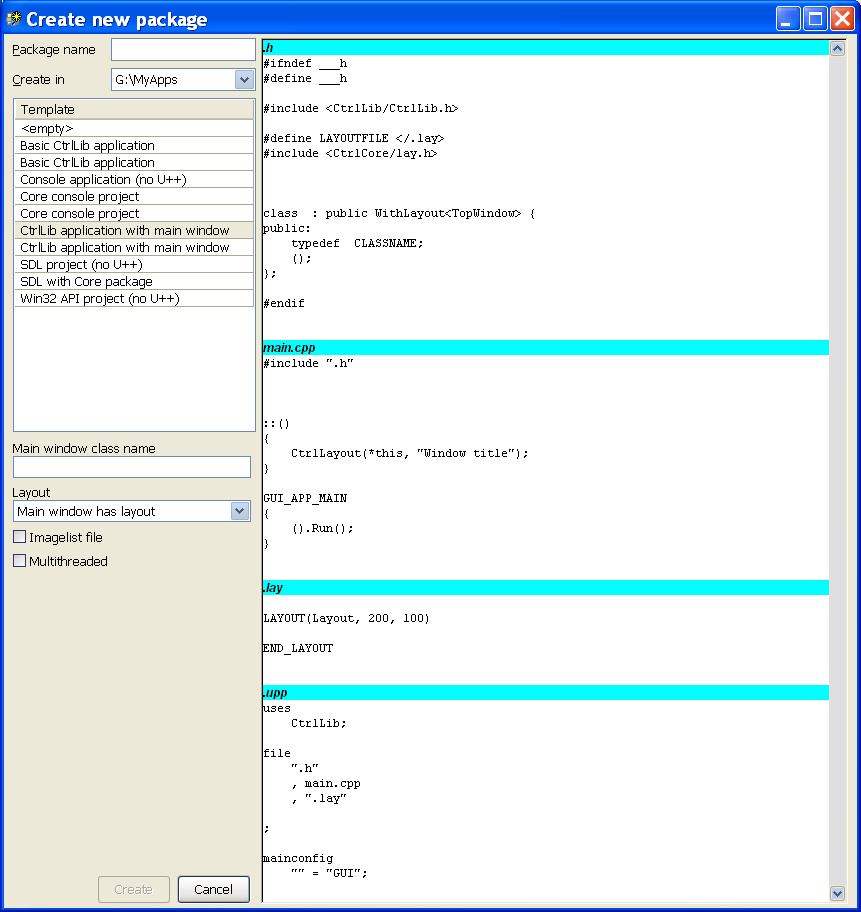 Create new package
Package name
Create in
G:\MyApps
Template
<empty>
Basic CtrlLib application
Basic CtrlLib application
Console application (no U++)
Core console project
Core console project
CtrlLib application with main window
CtrlLib application with main window
SDL project (no U++)
SDL with Core package
Win32 API project (no U++)
Main window class name
Layout
Main window has layout
Imagelist file
Multithreaded
Create
Cancel
.h
#ifndef ___h
#define ___h
#include <CtrlLib/CtrlLib.h>
#define LAYOUTFILE </.lay>
#include <CtrlCore/lay.h>
class  : public WithLayout<TopWindow> {
public:
    typedef  CLASSNAME;
    ();
};
#endif
main.cpp
#include ".h"
::()
{
    CtrlLayout(*this, "Window title");
}
GUI_APP_MAIN
{
    ().Run();
}
.lay
LAYOUT(Layout, 200, 100)
END_LAYOUT
.upp
uses
    CtrlLib;
file
    ".h"
    , main.cpp
    , ".lay"
;
mainconfig
    "" = "GUI";